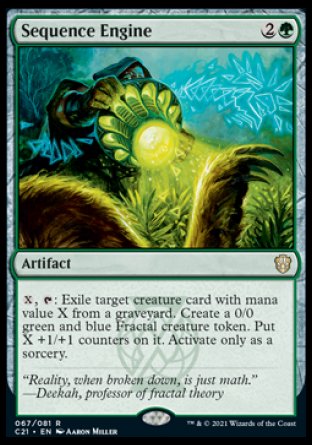 Sequence Engine 2
Artifact
X, T: Exile target creature card with mana
value X from a graveyard. Create a 0/0
green and blue Fractal creature token. Put
X +1/+1 counters on it. Activate only as a
sorcery.
“Reality, when broken down, is just math.”
—Deekah, professor of fractal theory
067/081 R
C21 • EN Aaron Miller
™ & © 2021 Wizards of the Coast